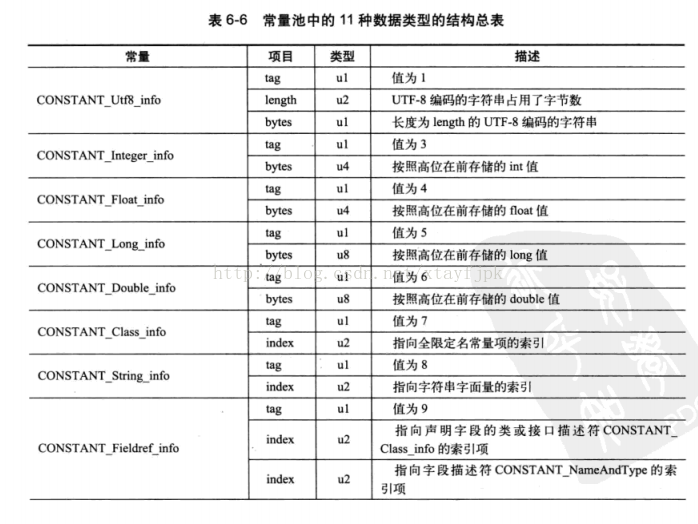 表 6-6 常量池中的 11 种数据类型的结构总表
常量 项目 类型 描述
CONSTANT_Utf8_info tag u1 值为 1
length u2 UTF-8 编码的字符串占用了字节数
bytes u1 长度为 length 的 UTF-8 编码的字符串
CONSTANT_Integer_info tag u1 值为 3
bytes u4 按照高位在前存储的 int 值
CONSTANT_Float_info tag u1 值为 4
bytes u4 按照高位在前存储的 float 值
CONSTANT_Long_info tag u1 值为 5
bytes u8 按照高位在前存储的 long 值
http://blog.csdn.net/xtayfjpk
CONSTANT_Double_info tag u1 值为 6
bytes u8 按照高位在前存储的 double 值
CONSTANT_Class_info tag u1 值为 7
index u2 指向全限定名常量项的索引
CONSTANT_String_info tag u1 值为 8
index u2 指向字符串字面量的索引
CONSTANT_Fieldref_info tag u1 值为 9
index u2 指向声明字段的类或接口描述符 CONSTANT_
Class_info 的索引项
index u2 指向字段描述符 CONSTANT_NameAndType 的索
引项